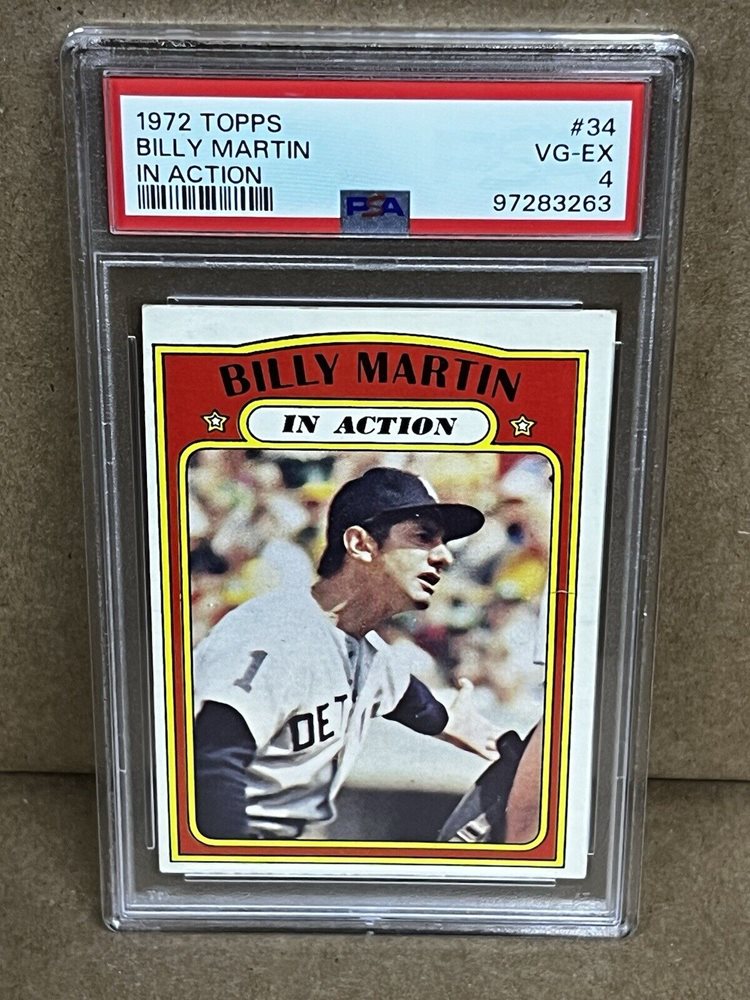 1972 TOPPS #34
BILLY MARTIN VG-EX
IN ACTION 4
PSA 97283263
BILLY MARTIN
IN ACTION
1
DET